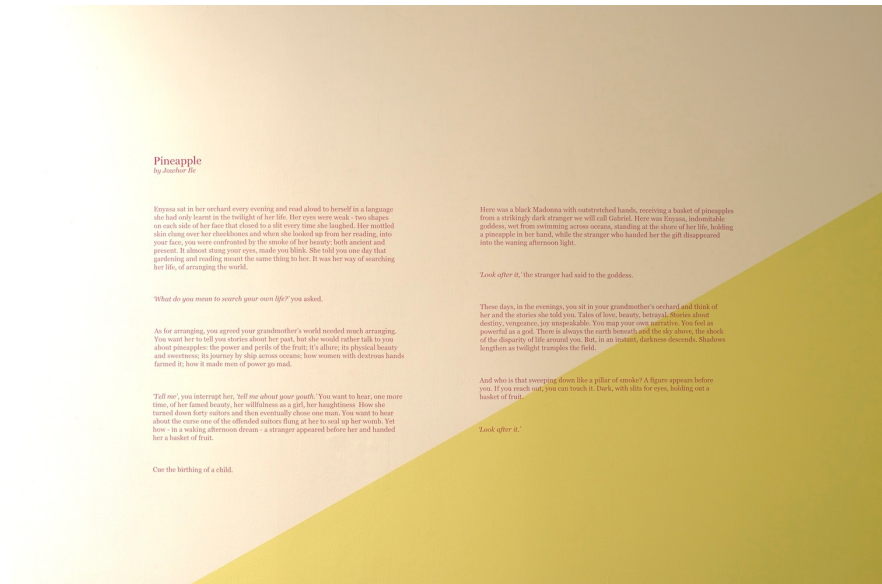 Pineapple
by Jowhor Ile
Enyasa sat in her orchard every evening and read aloud to herself in a language
she had only learnt in the twilight of her life. Her eyes were weak - two shapes
on each side of her face that closed to a slit every time she laughed. Her mottled
skin clung over her cheekbones and when she looked up from her reading, into
your face, you were confronted by the smoke of her beauty: both ancient and
present. It almost stung your eyes, made you blink. She told you one day that
gardening and reading meant the same thing to her. It was her way of searching
her life, of arranging the world.
'What do you mean to search your own life?' you asked.
As for arranging, you agreed your grandmother's world needed much arranging.
You want her to tell you stories about her past, but she would rather talk to you
about pineapples: the power and perils of the fruit; it's allure; its physical beauty
and sweetness; its journey by ship across oceans; how women with dextrous hands
farmed it; how it made men of power go mad.
'Tell me', you interrupt her, 'tell me about your youth.' You want to hear, one more
time, of her famed beauty, her willfulness as a girl, her haughtiness  How she
turned down forty suitors and then eventually chose one man. You want to hear
about the curse one of the offended suitors flung at her to seal up her womb. Yet
how - in a waking afternoon dream - a stranger appeared before her and handed
her a basket of fruit.
Cue the birthing of a child.
Here was a black Madonna with outstretched hands, receiving a basket of pineapples
from a strikingly dark stranger we will call Gabriel. Here was Enyasa, indomitable
goddess, wet from swimming across oceans, standing at the shore of her life, holding
a pineapple in her hand, while the stranger who handed her the gift disappeared
into the waning afternoon light.
'Look after it,' the stranger had said to the goddess.
These days, in the evenings, you sit in your grandmother's orchard and think of
her and the stories she told you. Tales of love, beauty, betrayal. Stories about
destiny, vengeance, joy unspeakable. You map your own narrative. You feel as
powerful as a god. There is always the earth beneath and the sky above, the shock
of the disparity of life around you. But, in an instant, darkness descends. Shadows
lengthen as twilight tramples the field.
And who is that sweeping down like a pillar of smoke? A figure appears before
you. If you reach out, you can touch it. Dark, with slits for eyes, holding out a
basket of fruit.
'Look after it.'